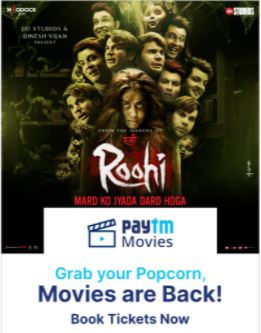 MADDOCK
JIO STUDIOS &
DINESH VIJAN
PRESENT
JIO STUDIOS
FROM THE MAKERS OF
स्त्री
Roohi
MARD KO JYADA DARD HOGA
paytm
Movies
Grab your Popcorn,
Movies are Back!
Book Tickets Now